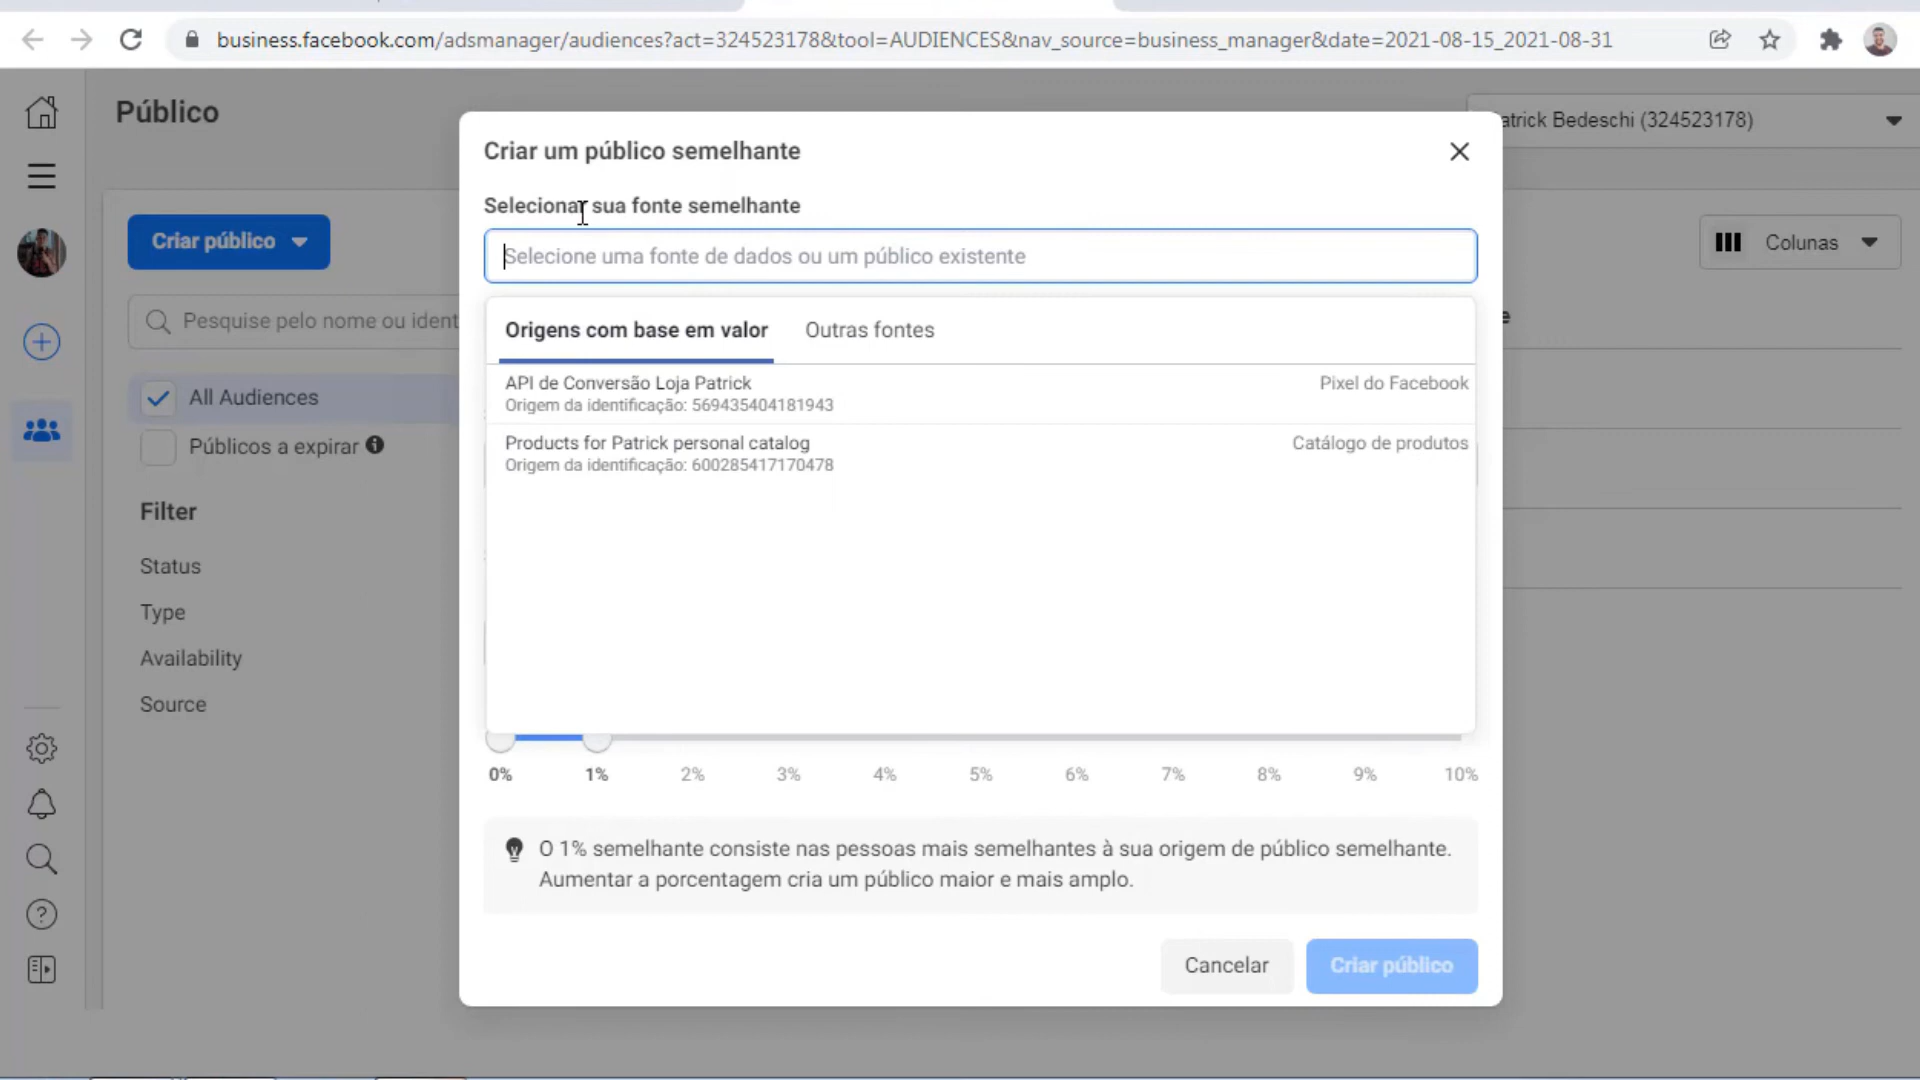 business.facebook.com/adsmanager/audiences?act=324523178&tool=AUDIENCES&nav_source=business_manager&date=2021-08-15_2021-08-31
Público
atrick Bedeschi (324523178)
Criar público
Colunas
Pesquise pelo nome ou ident
All Audiences
Públicos a expirar
Filter
Status
Type
Availability
Source
Criar um público semelhante
Selecionar sua fonte semelhante
Selecione uma fonte de dados ou um público existente
Origens com base em valor
Outras fontes
API de Conversão Loja Patrick
Pixel do Facebook
Origem da identificação: 569435404181943
Products for Patrick personal catalog
Catálogo de produtos
Origem da identificação: 600285417170478
0% 1% 2% 3% 4% 5% 6% 7% 8% 9% 10%
O 1% semelhante consiste nas pessoas mais semelhantes à sua origem de público semelhante.
Aumentar a porcentagem cria um público maior e mais amplo.
Cancelar
Criar público